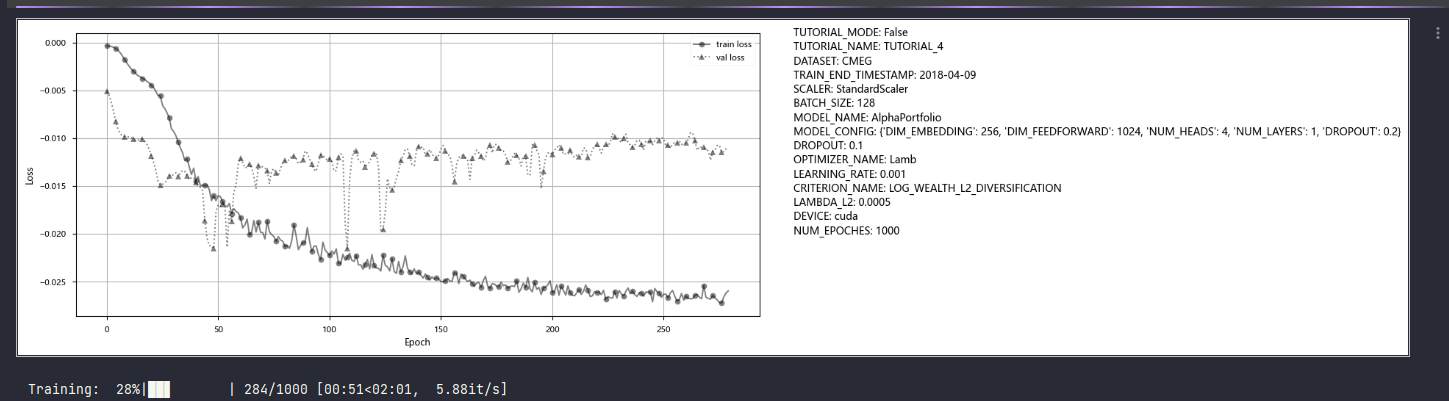 train loss
val loss
0.000
−0.005
−0.010
−0.015
−0.020
−0.025
Loss
0
50
100
150
200
250
Epoch
TUTORIAL_MODE: False
TUTORIAL_NAME: TUTORIAL_4
DATASET: CMEG
TRAIN_END_TIMESTAMP: 2018-04-09
SCALER: StandardScaler
BATCH_SIZE: 128
MODEL_NAME: AlphaPortfolio
MODEL_CONFIG: {'DIM_EMBEDDING': 256, 'DIM_FEEDFORWARD': 1024, 'NUM_HEADS': 4, 'NUM_LAYERS': 1, 'DROPOUT': 0.2}
DROPOUT: 0.1
OPTIMIZER_NAME: Lamb
LEARNING_RATE: 0.001
CRITERION_NAME: LOG_WEALTH_L2_DIVERSIFICATION
LAMBDA_L2: 0.0005
DEVICE: cuda
NUM_EPOCHES: 1000
Training:  28%|███       | 284/1000 [00:51<02:01,  5.88it/s]